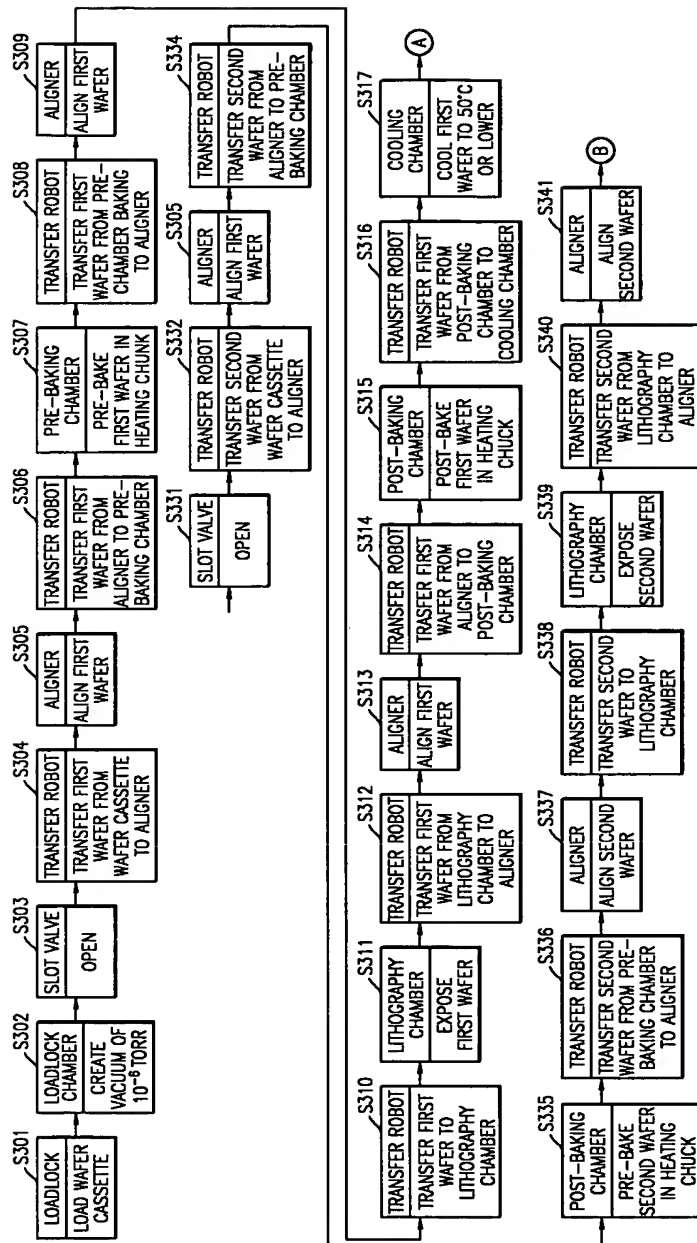 S301
LOADLOCK
LOAD WAFER
CASSETTE
S302
LOADLOCK
CHAMBER
CREATE
VACUUM OF
10⁻⁶ TORR
S303
SLOT VALVE
OPEN
S304
TRANSFER ROBOT
TRANSFER FIRST
WAFER FROM
WAFER CASSETTE
TO ALIGNER
S305
ALIGNER
ALIGN FIRST
WAFER
S306
TRANSFER ROBOT
TRANSFER FIRST
WAFER FROM
ALIGNER TO PRE-
BAKING CHAMBER
S307
PRE-BAKING
CHAMBER
PRE-BAKE
FIRST WAFER IN
HEATING CHUNK
S308
TRANSFER ROBOT
TRANSFER FIRST
WAFER FROM PRE-
CHAMBER BAKING
TO ALIGNER
S309
ALIGNER
ALIGN FIRST
WAFER
S331
SLOT VALVE
OPEN
S332
TRANSFER ROBOT
TRANSFER SECOND
WAFER FROM
WAFER CASSETTE
TO ALIGNER
S305
ALIGNER
ALIGN FIRST
WAFER
S334
TRANSFER ROBOT
TRANSFER SECOND
WAFER FROM
ALIGNER TO PRE-
BAKING CHAMBER
S310
TRANSFER ROBOT
TRANSFER FIRST
WAFER TO
LITHOGRAPHY
CHAMBER
S311
LITHOGRAPHY
CHAMBER
EXPOSE
FIRST WAFER
S312
TRANSFER ROBOT
TRANSFER FIRST
WAFER FROM
LITHOGRAPHY
CHAMBER TO
ALIGNER
S313
ALIGNER
ALIGN FIRST
WAFER
S314
TRANSFER ROBOT
TRASFER FIRST
WAFER FROM
ALIGNER TO
POST-BAKING
CHAMBER
S315
POST-BAKING
CHAMBER
POST-BAKE
FIRST WAFER
IN HEATING
CHUCK
S316
TRANSFER ROBOT
TRANSFER FIRST
WAFER FROM
POST-BAKING
CHAMBER TO
COOLING CHAMBER
S317
COOLING
CHAMBER
COOL FIRST
WAFER TO 50°C
OR LOWER
A
S335
POST-BAKING
CHAMBER
PRE-BAKE
SECOND WAFER
IN HEATING
CHUCK
S336
TRANSFER ROBOT
TRANSFER SECOND
WAFER FROM PRE-
BAKING CHAMBER
TO ALIGNER
S337
ALIGNER
ALIGN SECOND
WAFER
S338
TRANSFER ROBOT
TRANSFER SECOND
WAFER TO
LITHOGRAPHY
CHAMBER
S339
LITHOGRAPHY
CHAMBER
EXPOSE
SECOND WAFER
S340
TRANSFER ROBOT
TRANSFER SECOND
WAFER FROM
LITHOGRAPHY
CHAMBER TO
ALIGNER
S341
ALIGNER
ALIGN
SECOND WAFER
B